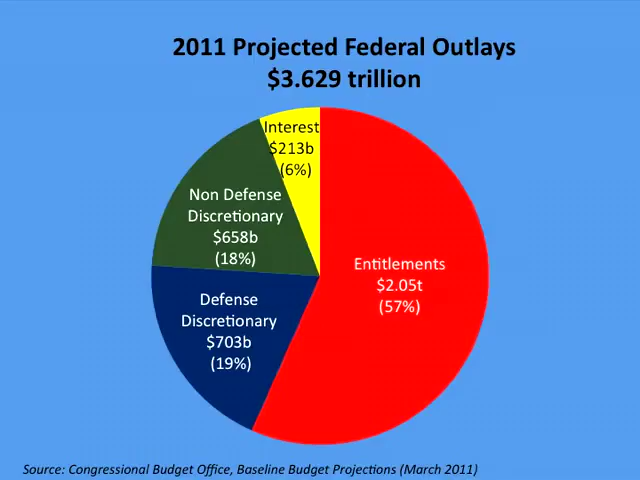 2011 Projected Federal Outlays
$3.629 trillion
Interest
$213b
(6%)
Non Defense
Discretionary
$658b
(18%)
Entitlements
$2.05t
(57%)
Defense
Discretionary
$703b
(19%)
Source: Congressional Budget Office, Baseline Budget Projections (March 2011)